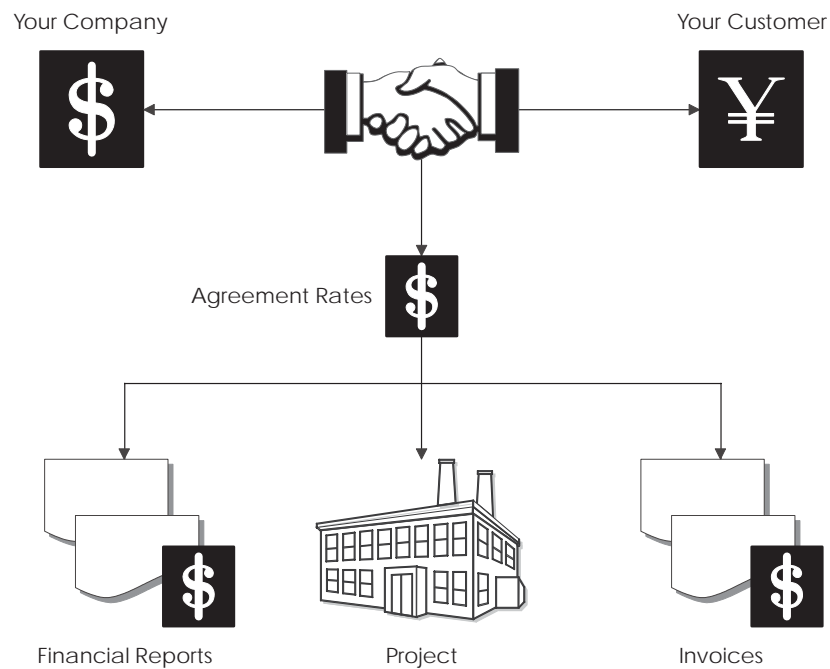 Your Company
Your Customer
$
¥
Agreement Rates
$
$
$
Financial Reports
Project
Invoices